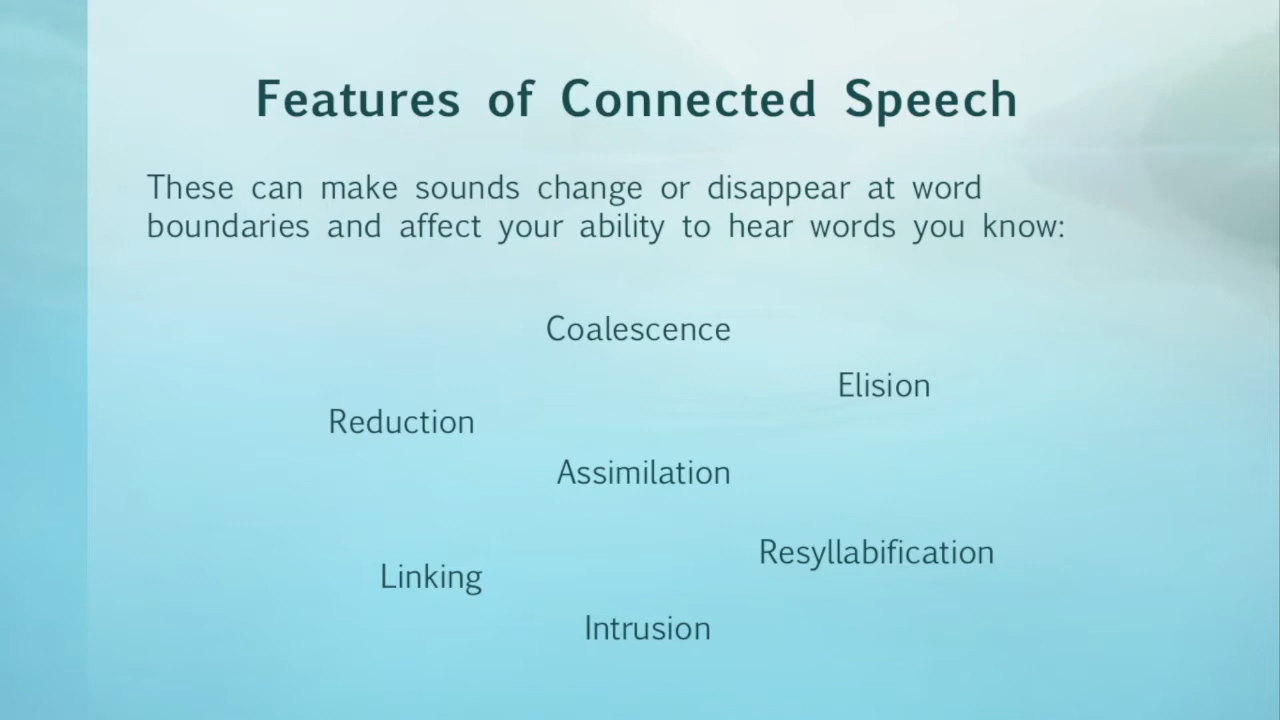 Features of Connected Speech
These can make sounds change or disappear at word
boundaries and affect your ability to hear words you know:
Coalescence
Elision
Reduction
Assimilation
Resyllabification
Linking
Intrusion